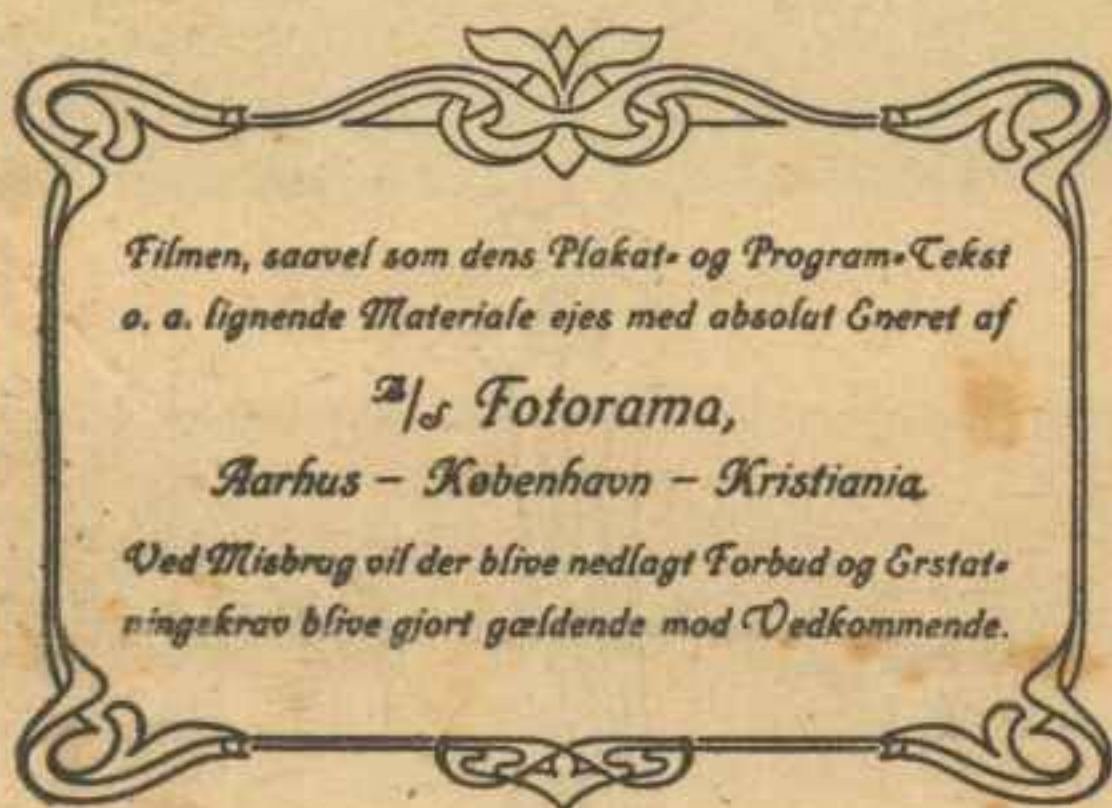 Filmen, saavel som dens Plakat- og Program-Tekst
o. a. lignende Materiale ejes med absolut Eneret af
A/S Fotorama,
Aarhus – København – Kristiania
Ved Misbrug vil der blive nedlagt Forbud og Erstat-
ningskrav blive gjort gældende mod Vedkommende.